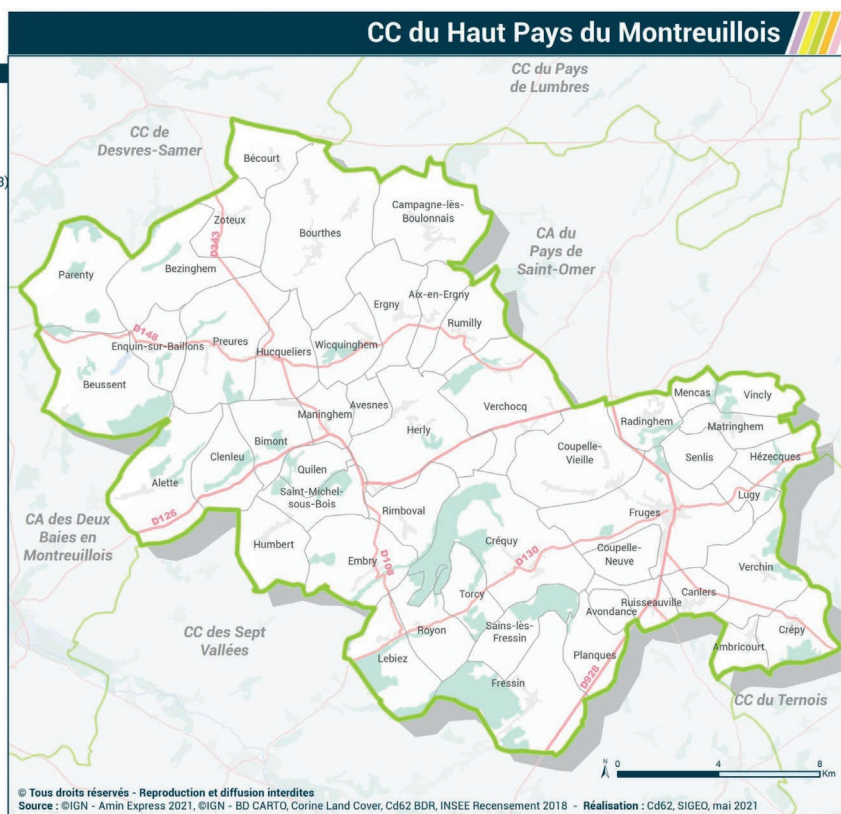 CC du Haut Pays du Montreuillois
CC du Pays
de Lumbres
CC de
Desvres-Samer
3)
Bécourt
Campagne-lès-
Boulonnais
Zoteux
Bourthes
CA du
Pays de
Saint-Omer
D343
Parenty
Bezinghem
Aix-en-Ergny
Ergny
Rumilly
D148
Enquin-sur-Baillons
Preures
Hucqueliers
Wicquinghem
Beussent
Mencas
Vincly
Avesnes
Verchocq
Maninghem
Radinghem
Matringhem
Herly
Coupelle-
Vieille
Bimont
Clenleu
Senlis
Hézecques
Quilen
Alette
Saint-Michel-
sous-Bois
Lugy
Rimboval
Fruges
D126
CA des Deux
Baies en
Montreuillois
Créquy
Humbert
Embry
D108
D130
Coupelle-
Neuve
Verchin
Torcy
Canlers
Ruisseauville
Avondance
Sains-lès-
Fressin
Royon
CC des Sept
Vallées
Crépy
Ambricourt
Lebiez
Planques
Fressin
D928
CC du Ternois
N
0
4
8
Km
© Tous droits réservés - Reproduction et diffusion interdites
Source : ©IGN - Amin Express 2021, ©IGN - BD CARTO, Corine Land Cover, Cd62 BDR, INSEE Recensement 2018 - Réalisation : Cd62, SIGEO, mai 2021